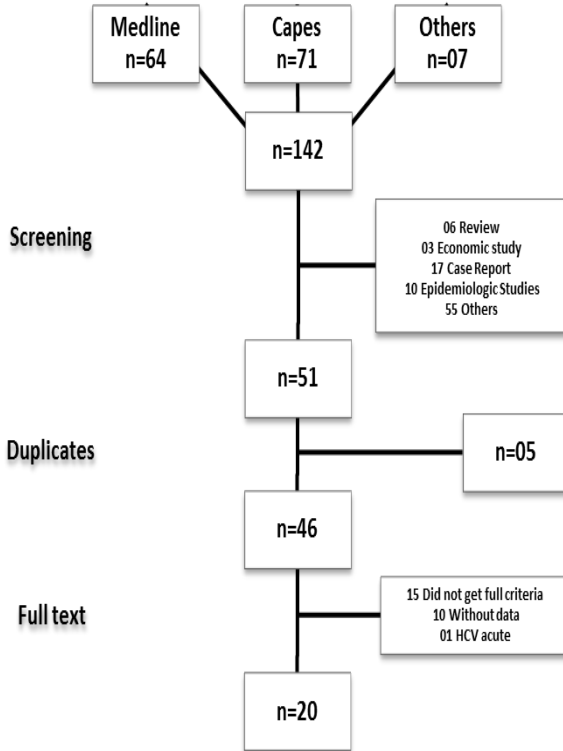 Medline
n=64
Capes
n=71
Others
n=07
n=142
Screening
06 Review
03 Economic study
17 Case Report
10 Epidemiologic Studies
55 Others
n=51
Duplicates
n=05
n=46
Full text
15 Did not get full criteria
10 Without data
01 HCV acute
n=20